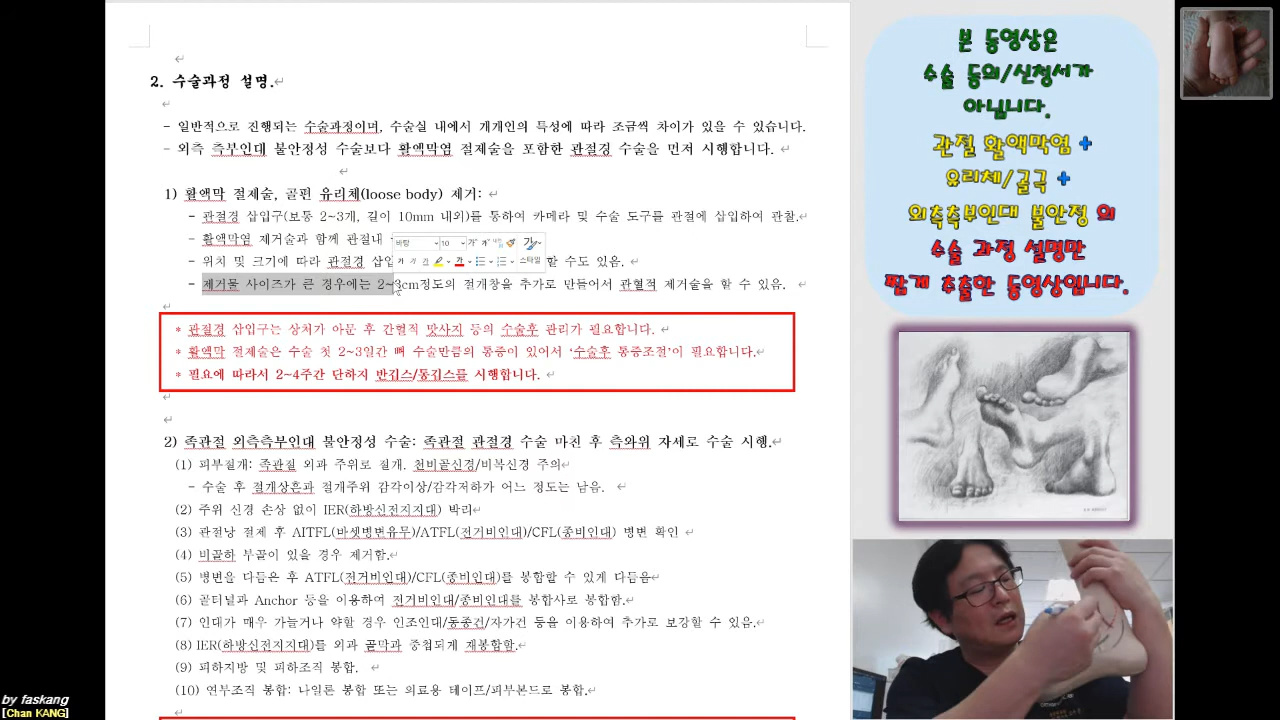 2. 수술과정 설명.
- 일반적으로 진행되는 수술과정이며, 수술실 내에서 개개인의 특성에 따라 조금씩 차이가 있을 수 있습니다.
- 외측 측부인대 불안정성 수술보다 활액막염 절제술을 포함한 관절경 수술을 먼저 시행합니다.
1) 활액막 절제술, 골편 유리체(loose body) 제거:
- 관절경 삽입구(보통 2~3개, 길이 10mm 내외)를 통하여 카메라 및 수술 도구를 관절에 삽입하여 관찰.
- 활액막염 제거술과 함께 관절내
- 위치 및 크기에 따라 관절경 삽입 할 수도 있음.
- 제거물 사이즈가 큰 경우에는 2~3cm정도의 절개창을 추가로 만들어서 관혈적 제거술을 할 수 있음.
바탕 10 가 가 가
가 가 가 가 스타일
* 관절경 삽입구는 상처가 아문 후 간헐적 맛사지 등의 수술후 관리가 필요합니다.
* 활액막 절제술은 수술 첫 2~3일간 뼈 수술만큼의 통증이 있어서 '수술후 통증조절'이 필요합니다.
* 필요에 따라서 2~4주간 단하지 반깁스/통깁스를 시행합니다.
2) 족관절 외측측부인대 불안정성 수술: 족관절 관절경 수술 마친 후 측와위 자세로 수술 시행.
(1) 피부절개: 족관절 외과 주위로 절개. 천비골신경/비복신경 주의
- 수술 후 절개상흔과 절개주위 감각이상/감각저하가 어느 정도는 남음.
(2) 주위 신경 손상 없이 IER(하방신전지지대) 박리
(3) 관절낭 절제 후 AITFL(바셋병변유무)/ATFL(전거비인대)/CFL(종비인대) 병변 확인
(4) 비골하 부골이 있을 경우 제거함.
(5) 병변을 다듬은 후 ATFL(전거비인대)/CFL(종비인대)를 봉합할 수 있게 다듬음
(6) 골터널과 Anchor 등을 이용하여 전거비인대/종비인대를 봉합사로 봉합함.
(7) 인대가 매우 가늘거나 약할 경우 인조인대/동종건/자가건 등을 이용하여 추가로 보강할 수 있음.
(8) IER(하방신전지지대)를 외과 골막과 중첩되게 재봉합함.
(9) 피하지방 및 피하조직 봉합.
(10) 연부조직 봉합: 나일론 봉합 또는 의료용 테이프/피부본드로 봉합.
본 동영상은
수술 동의/신청서가
아닙니다.
관절 활액막염 +
유리체/골극 +
외측측부인대 불안정 의
수술 과정 설명만
짧게 추출한 동영상입니다.
by faskang
[Chan KANG]